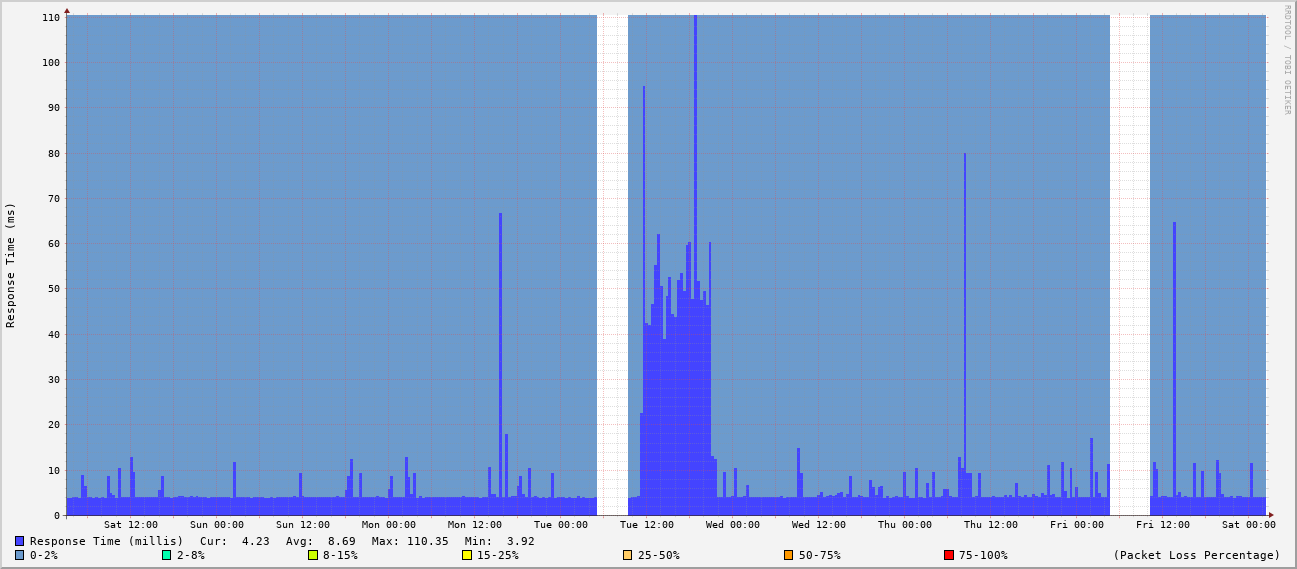 110
100
90
80
70
60
50
40
30
20
10
0
Response Time (ms)
RRDTOOL / TOBI OETIKER
Sat 12:00 Sun 00:00 Sun 12:00 Mon 00:00 Mon 12:00 Tue 00:00 Tue 12:00 Wed 00:00 Wed 12:00 Thu 00:00 Thu 12:00 Fri 00:00 Fri 12:00 Sat 00:00
Response Time (millis) Cur: 4.23 Avg: 8.69 Max: 110.35 Min: 3.92
0-2% 2-8% 8-15% 15-25% 25-50% 50-75% 75-100% (Packet Loss Percentage)